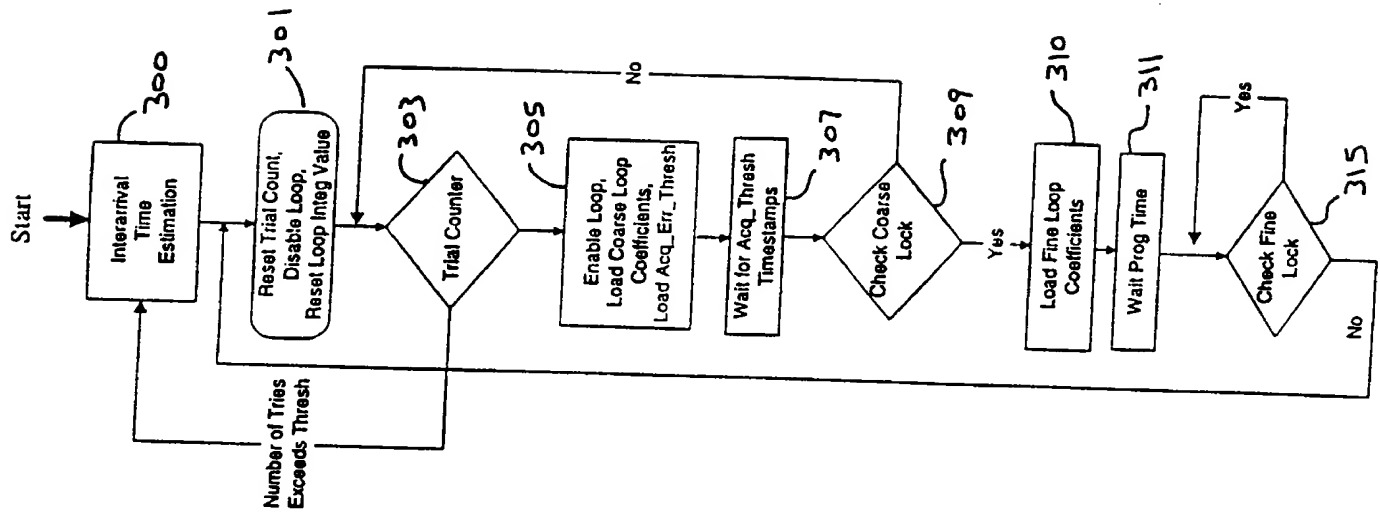 Start
300
Interarrival
Time
Estimation
301
Reset Trial Count,
Disable Loop,
Reset Loop Integ Value
303
Trial Counter
Number of Tries
Exceeds Thresh
No
305
Enable Loop,
Load Coarse Loop
Coefficients,
Load Acq_Err_Thresh
307
Wait for Acq_Thresh
Timestamps
309
Check Coarse
Lock
Yes
310
Load Fine Loop
Coefficients
311
Wait Prog Time
Yes
315
Check Fine
Lock
No